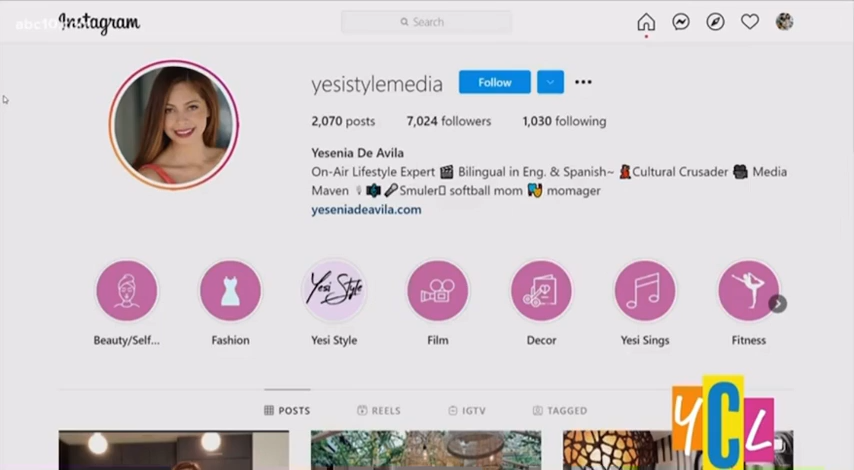 abc10
Instagram
Search
yesistylemedia
Follow
2,070 posts
7,024 followers
1,030 following
Yesenia De Avila
On-Air Lifestyle Expert 🎬 Bilingual in Eng. & Spanish~ 💃Cultural Crusader 🎥 Media
Maven 🎤Smule🎤 softball mom momager
yeseniadeavila.com
Yesi Style
Beauty/Self...
Fashion
Yesi Style
Film
Decor
Yesi Sings
Fitness
POSTS
REELS
IGTV
TAGGED
YCL